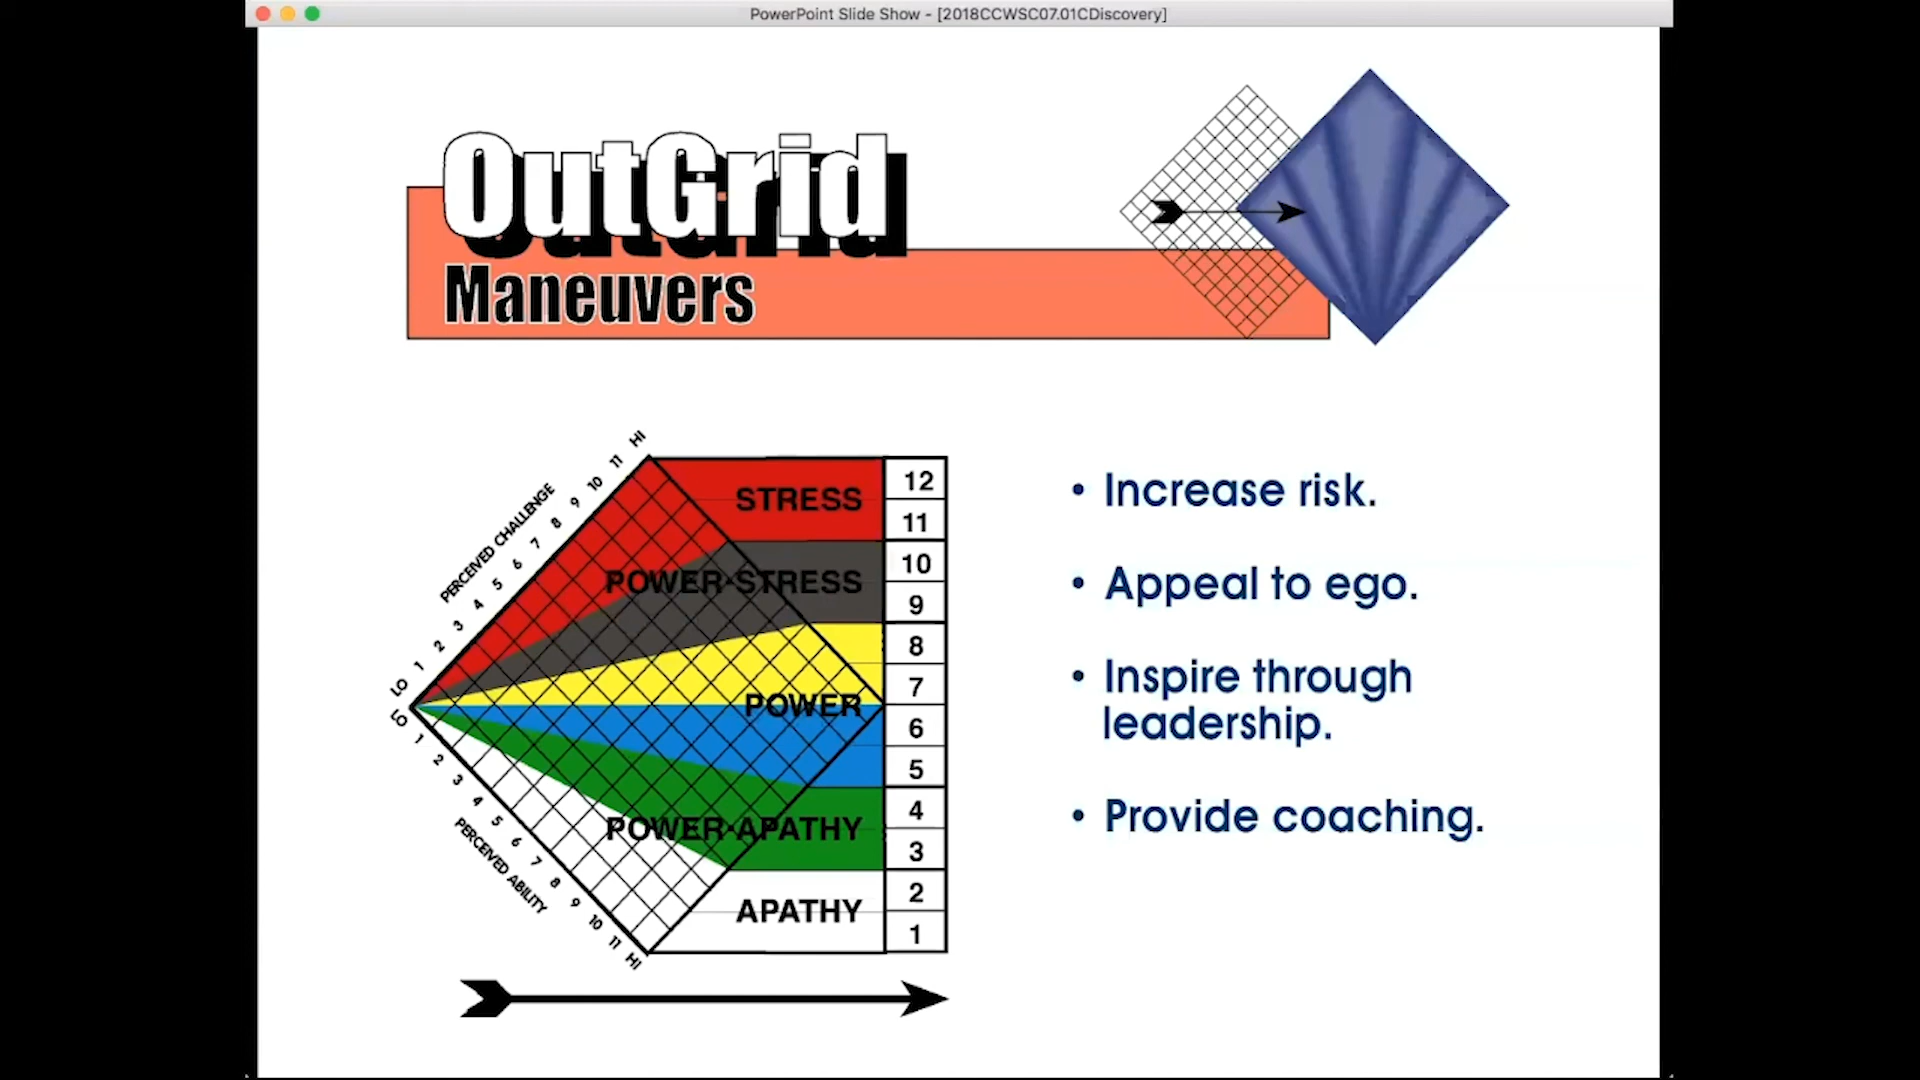 PowerPoint Slide Show - [2018CCWSC07.01CDiscovery]
OutGrid
Maneuvers
PERCEIVED CHALLENGE
LO 1 2 3 4 5 6 7 8 9 10 11 HI
PERCEIVED ABILITY
LO 1 2 3 4 5 6 7 8 9 10 11 HI
STRESS
POWER-STRESS
POWER
POWER-APATHY
APATHY
12
11
10
9
8
7
6
5
4
3
2
1
• Increase risk.
• Appeal to ego.
• Inspire through
leadership.
• Provide coaching.